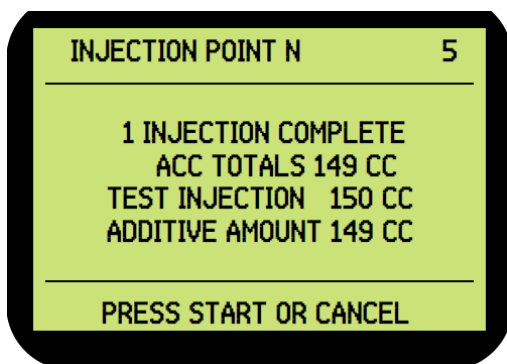 INJECTION POINT N 5
1 INJECTION COMPLETE
ACC TOTALS 149 CC
TEST INJECTION 150 CC
ADDITIVE AMOUNT 149 CC
PRESS START OR CANCEL